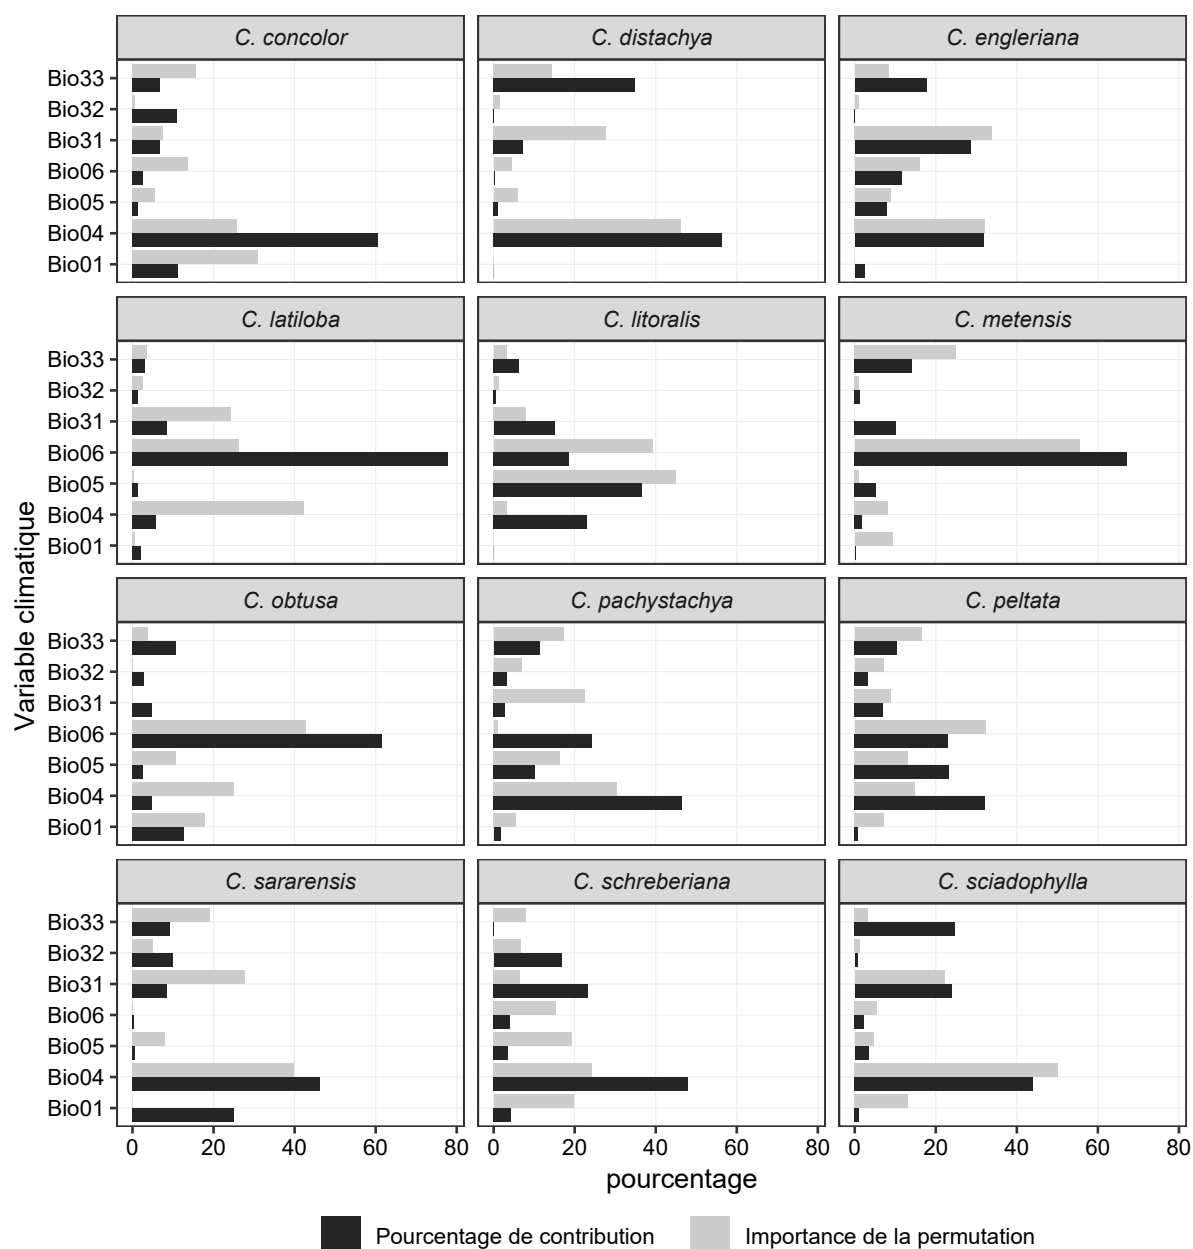 C. concolor C. distachya C. engleriana
Bio33
Bio32
Bio31
Bio06
Bio05
Bio04
Bio01
C. latiloba C. litoralis C. metensis
Bio33
Bio32
Bio31
Bio06
Bio05
Bio04
Bio01
Variable climatique
C. obtusa C. pachystachya C. peltata
Bio33
Bio32
Bio31
Bio06
Bio05
Bio04
Bio01
C. sararensis C. schreberiana C. sciadophylla
Bio33
Bio32
Bio31
Bio06
Bio05
Bio04
Bio01
0 20 40 60 80 0 20 40 60 80 0 20 40 60 80
pourcentage
Pourcentage de contribution Importance de la permutation